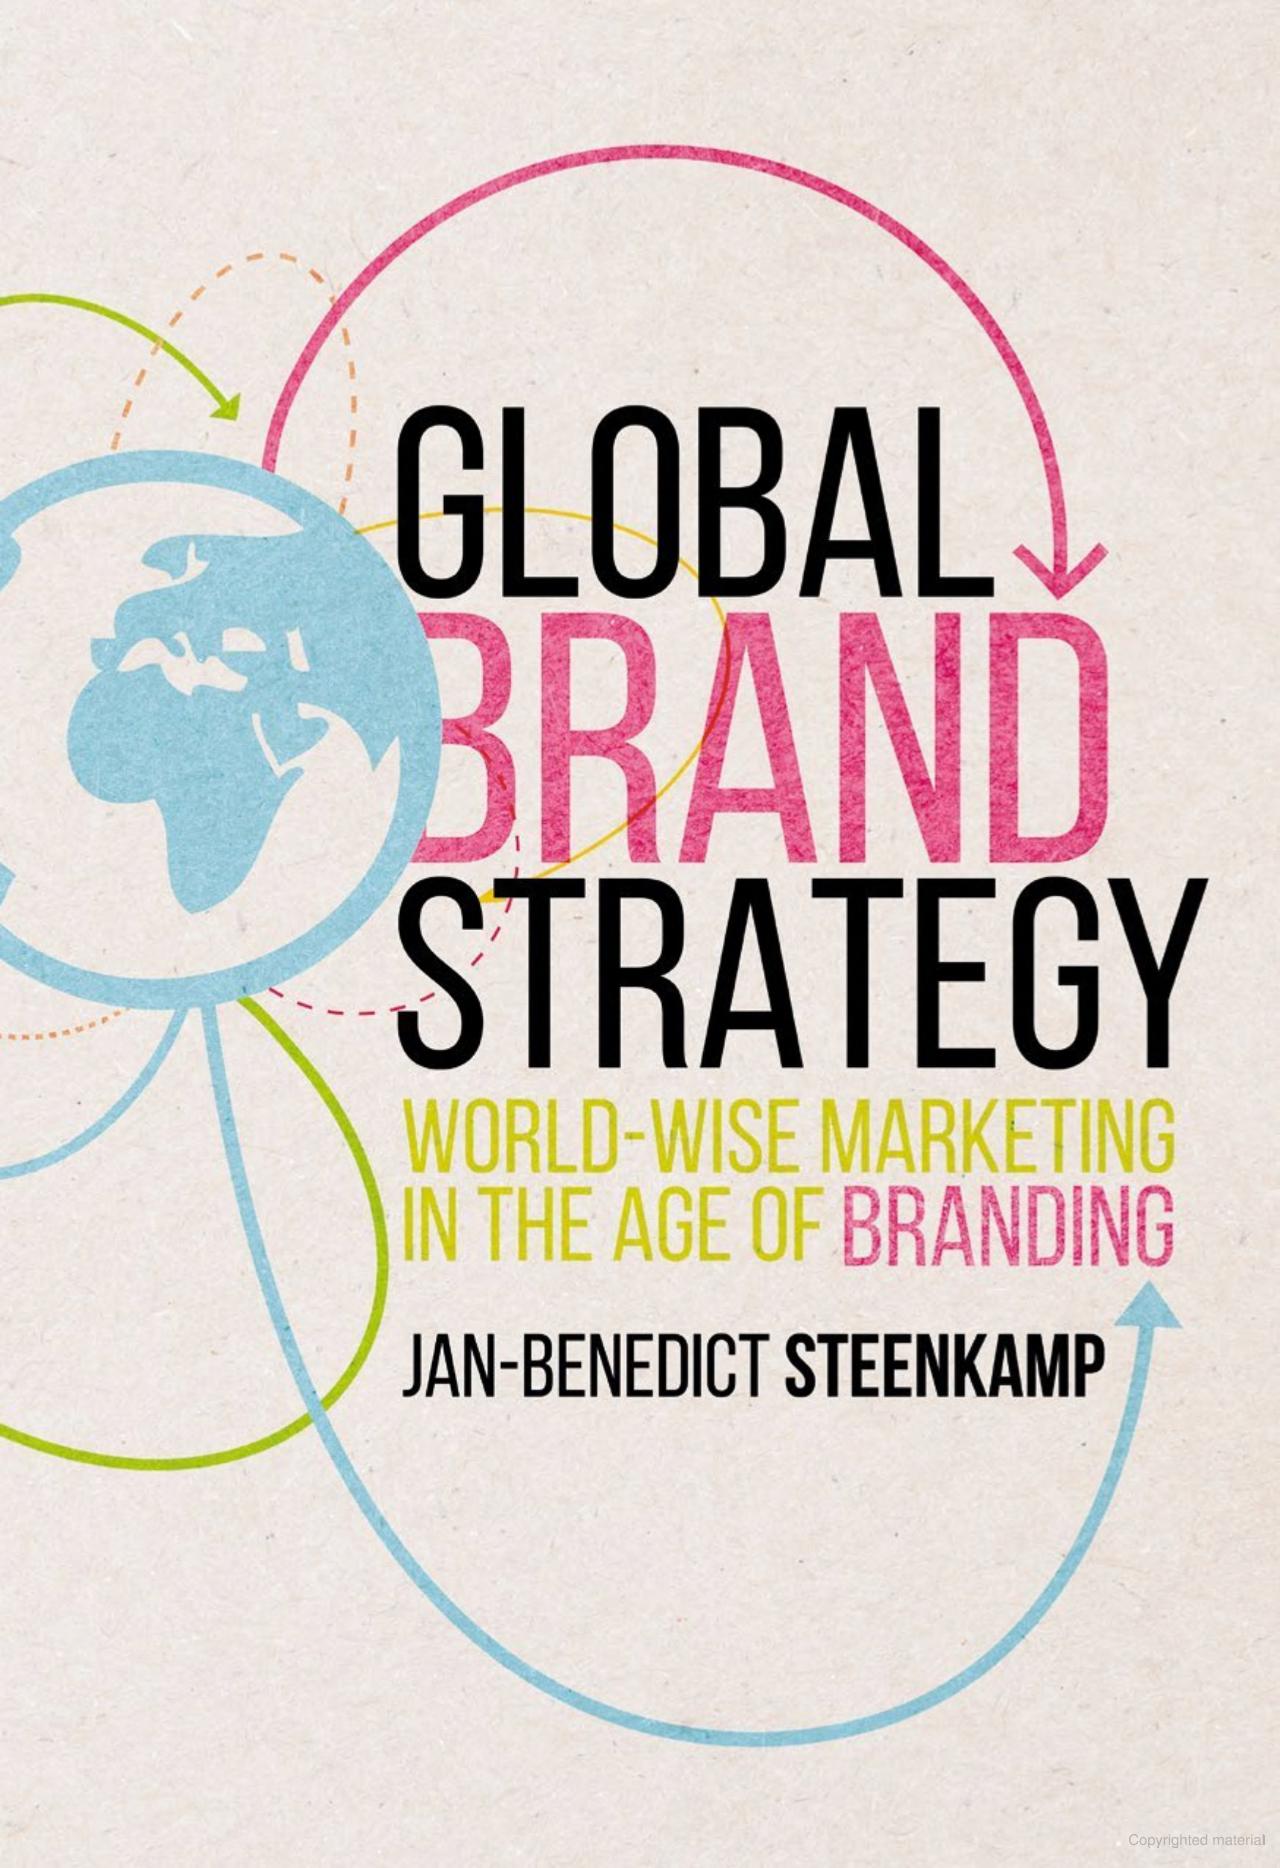 GLOBAL
BRAND
STRATEGY
WORLD-WISE MARKETING
IN THE AGE OF BRANDING
JAN-BENEDICT STEENKAMP
Copyrighted material